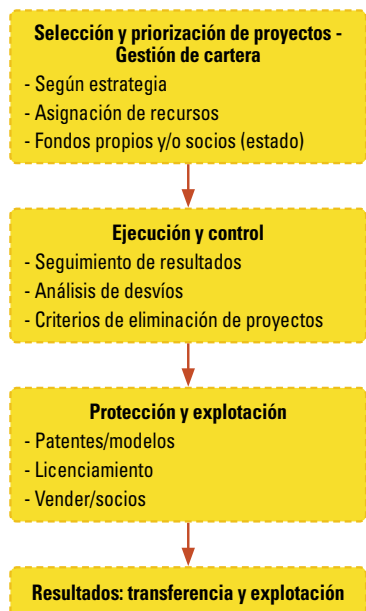 Selección y priorización de proyectos -
Gestión de cartera
- Según estrategia
- Asignación de recursos
- Fondos propios y/o socios (estado)
Ejecución y control
- Seguimiento de resultados
- Análisis de desvíos
- Criterios de eliminación de proyectos
Protección y explotación
- Patentes/modelos
- Licenciamiento
- Vender/socios
Resultados: transferencia y explotación